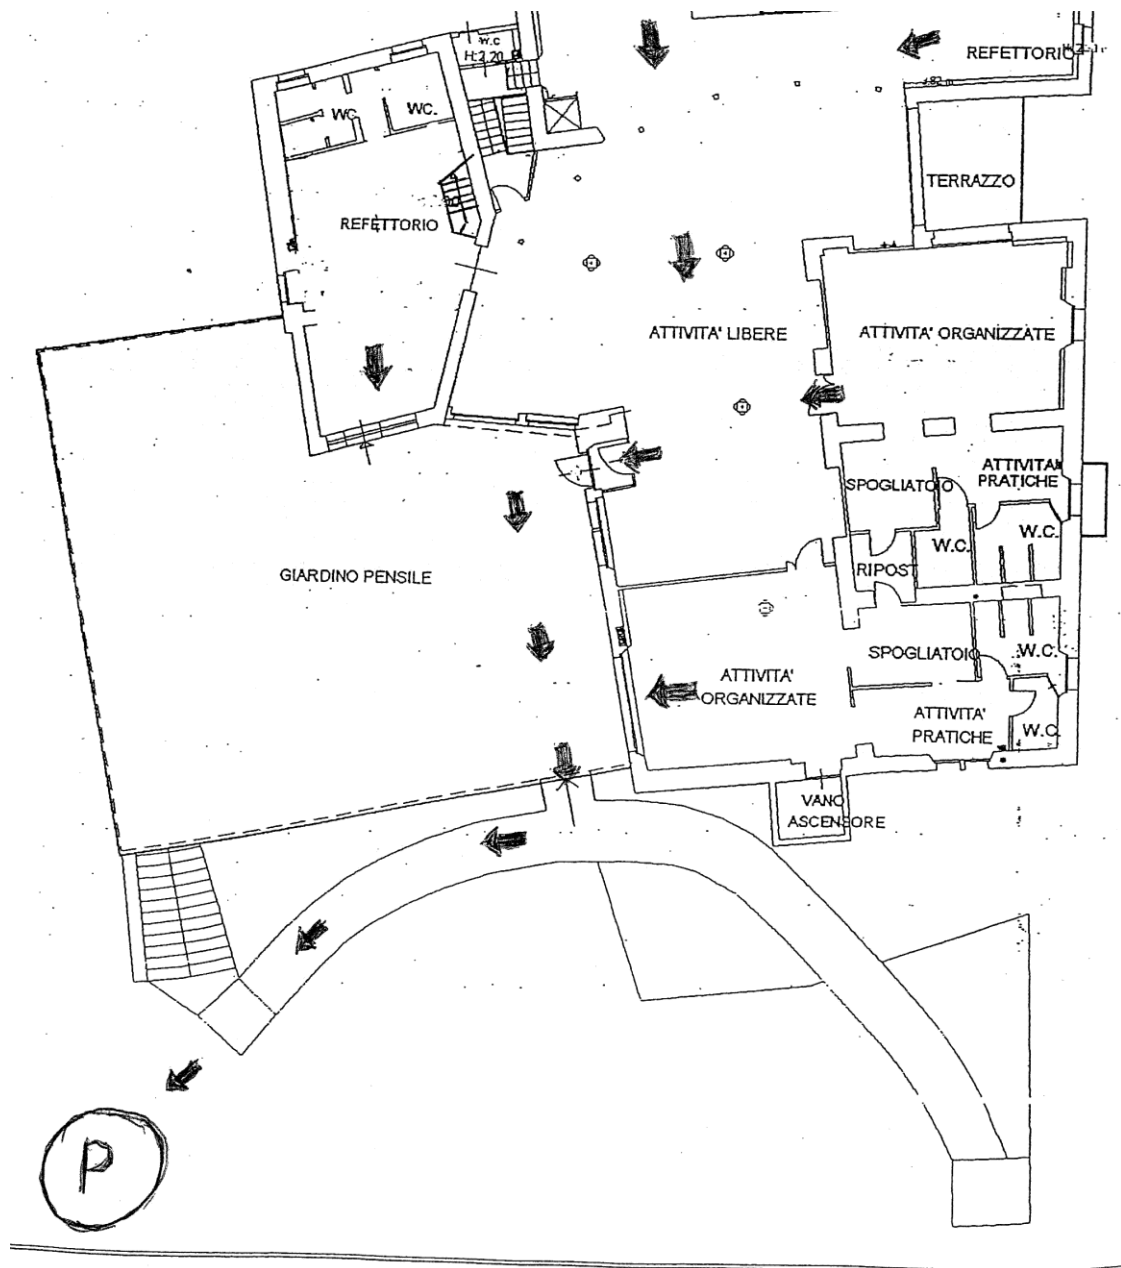 W.C
H:2.20
REFETTORIO
WC
WC.
TERRAZZO
REFETTORIO
ATTIVITA' LIBERE
ATTIVITA' ORGANIZZATE
SPOGLIATOIO
ATTIVITA'
PRATICHE
W.C.
W.C.
RIPOST
GIARDINO PENSILE
SPOGLIATOIO
W.C.
ATTIVITA'
ORGANIZZATE
ATTIVITA'
PRATICHE
W.C.
VANO
ASCENSORE
P